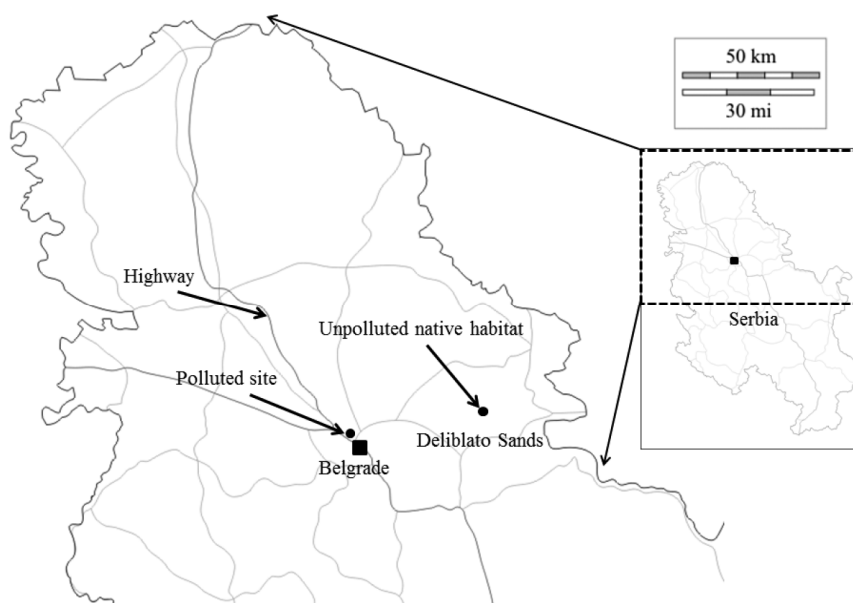 50 km
30 mi
Highway
Unpolluted native habitat
Serbia
Polluted site
Deliblato Sands
Belgrade